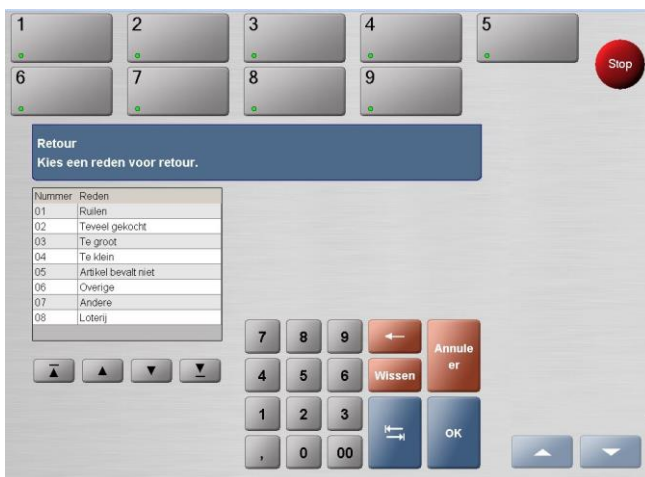 1 2 3 4 5
Stop
6 7 8 9
Retour
Kies een reden voor retour.
Nummer Reden
01 Ruilen
02 Teveel gekocht
03 Te groot
04 Te klein
05 Artikel bevalt niet
06 Overige
07 Andere
08 Loterij
7 8 9
Annule
er
4 5 6 Wissen
1 2 3
OK
, 0 00